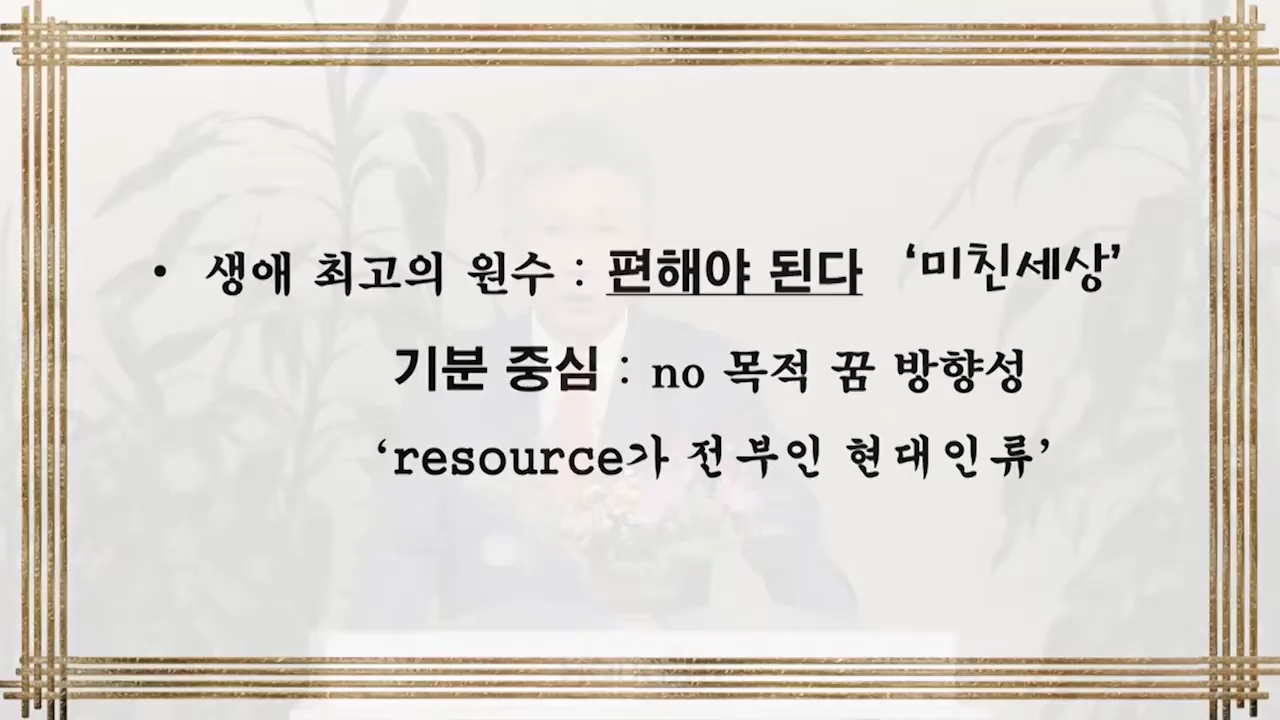 • 생애 최고의 원수 : 편해야 된다 ‘미친세상’
기분 중심 : no 목적 꿈 방향성
‘resource가 전부인 현대인류’